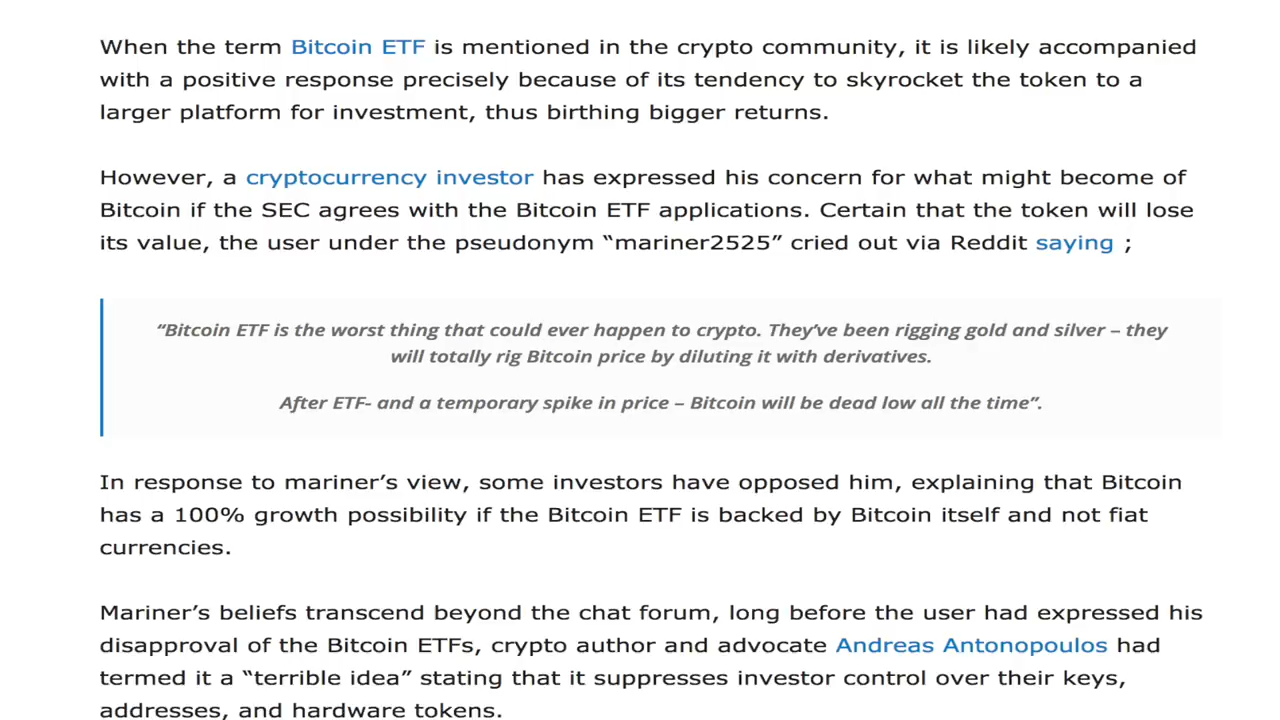 When the term Bitcoin ETF is mentioned in the crypto community, it is likely accompanied
with a positive response precisely because of its tendency to skyrocket the token to a
larger platform for investment, thus birthing bigger returns.
However, a cryptocurrency investor has expressed his concern for what might become of
Bitcoin if the SEC agrees with the Bitcoin ETF applications. Certain that the token will lose
its value, the user under the pseudonym “mariner2525” cried out via Reddit saying ;
“Bitcoin ETF is the worst thing that could ever happen to crypto. They’ve been rigging gold and silver – they
will totally rig Bitcoin price by diluting it with derivatives.
After ETF- and a temporary spike in price – Bitcoin will be dead low all the time”.
In response to mariner’s view, some investors have opposed him, explaining that Bitcoin
has a 100% growth possibility if the Bitcoin ETF is backed by Bitcoin itself and not fiat
currencies.
Mariner’s beliefs transcend beyond the chat forum, long before the user had expressed his
disapproval of the Bitcoin ETFs, crypto author and advocate Andreas Antonopoulos had
termed it a “terrible idea” stating that it suppresses investor control over their keys,
addresses, and hardware tokens.